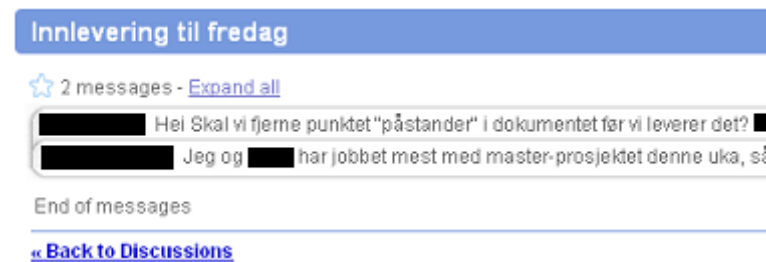 Innlevering til fredag
2 messages - Expand all
Hei Skal vi fjerne punktet "påstander" i dokumentet før vi leverer det?
Jeg og har jobbet mest med master-prosjektet denne uka, så
End of messages
« Back to Discussions